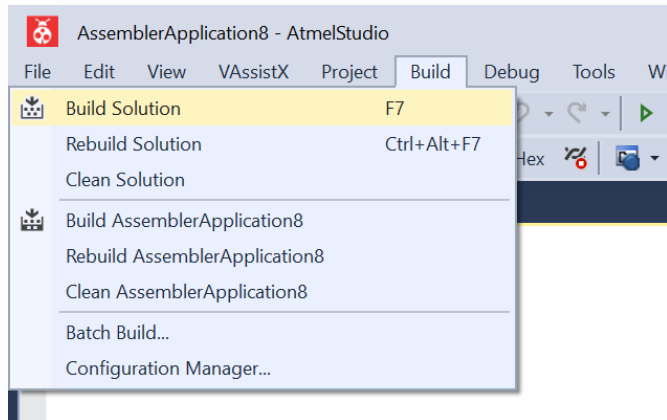 AssemblerApplication8 - AtmelStudio
File Edit View VAssistX Project Build Debug Tools
Build Solution F7
Rebuild Solution Ctrl+Alt+F7
Hex
Clean Solution
Build AssemblerApplication8
Rebuild AssemblerApplication8
Clean AssemblerApplication8
Batch Build...
Configuration Manager...